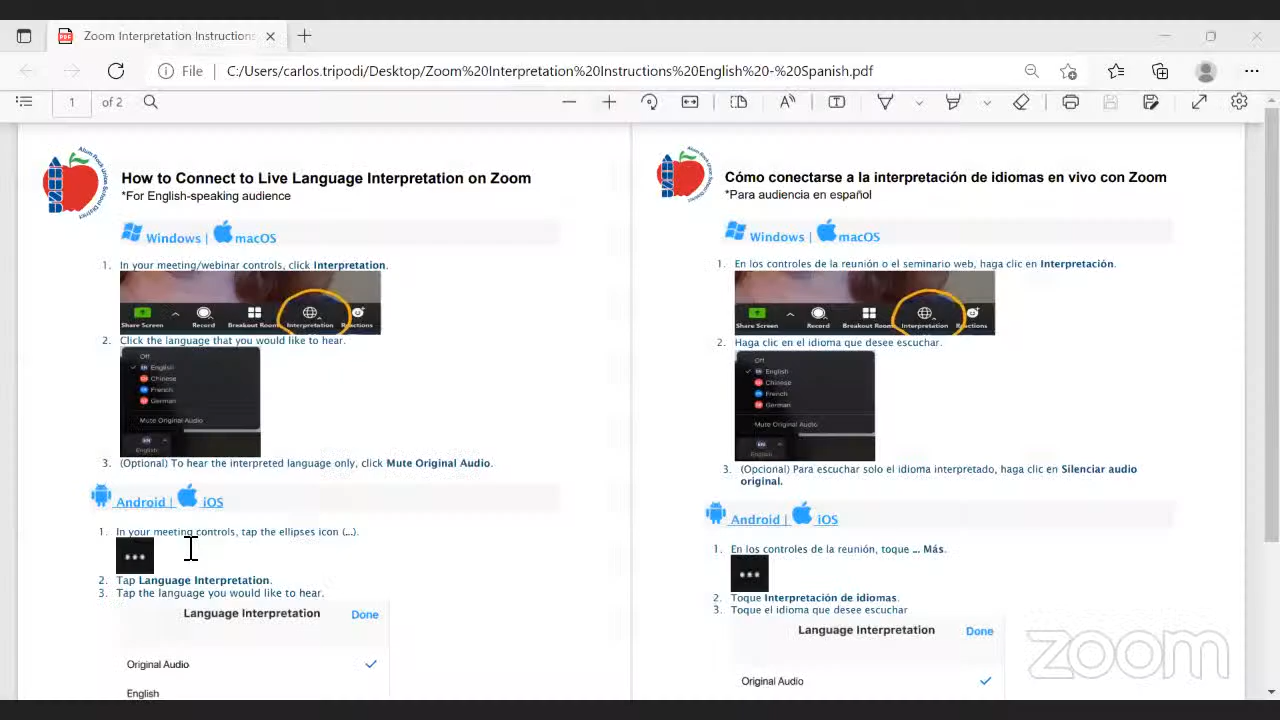 Zoom Interpretation Instructions
File C:/Users/carlos.tripodi/Desktop/Zoom%20Interpretation%20Instructions%20English%20-%20Spanish.pdf
1 of 2
How to Connect to Live Language Interpretation on Zoom
*For English-speaking audience
Windows | macOS
1. In your meeting/webinar controls, click Interpretation.
Share Screen Record Breakout Room Interpretation Reactions
2. Click the language that you would like to hear.
Off
English
Chinese
French
German
Mute Original Audio
EN
English
3. (Optional) To hear the interpreted language only, click Mute Original Audio.
Android | iOS
1. In your meeting controls, tap the ellipses icon (...).
2. Tap Language Interpretation.
3. Tap the language you would like to hear.
Language Interpretation Done
Original Audio
English
Cómo conectarse a la interpretación de idiomas en vivo con Zoom
*Para audiencia en español
Windows | macOS
1. En los controles de la reunión o el seminario web, haga clic en Interpretación.
Share Screen Record Breakout Room Interpretation Reactions
2. Haga clic en el idioma que desee escuchar.
Off
English
Chinese
French
German
Mute Original Audio
EN
English
3. (Opcional) Para escuchar solo el idioma interpretado, haga clic en Silenciar audio
original.
Android | iOS
1. En los controles de la reunión, toque ... Más.
2. Toque Interpretación de idiomas.
3. Toque el idioma que desee escuchar
Language Interpretation Done
Original Audio
zoom